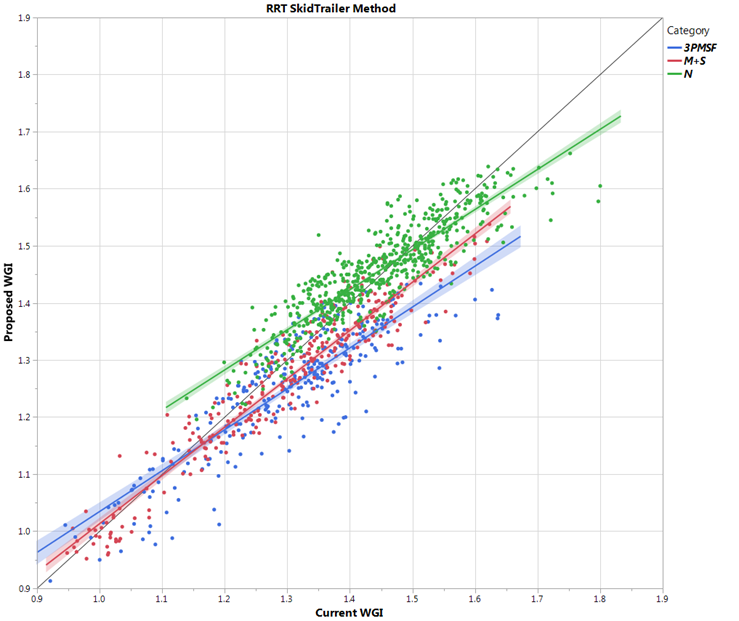 RRT SkidTrailer Method
Category
3PMSF
M+S
N
Proposed WGI
1.9
1.8
1.7
1.6
1.5
1.4
1.3
1.2
1.1
1.0
0.9
0.9 1.0 1.1 1.2 1.3 1.4 1.5 1.6 1.7 1.8 1.9
Current WGI